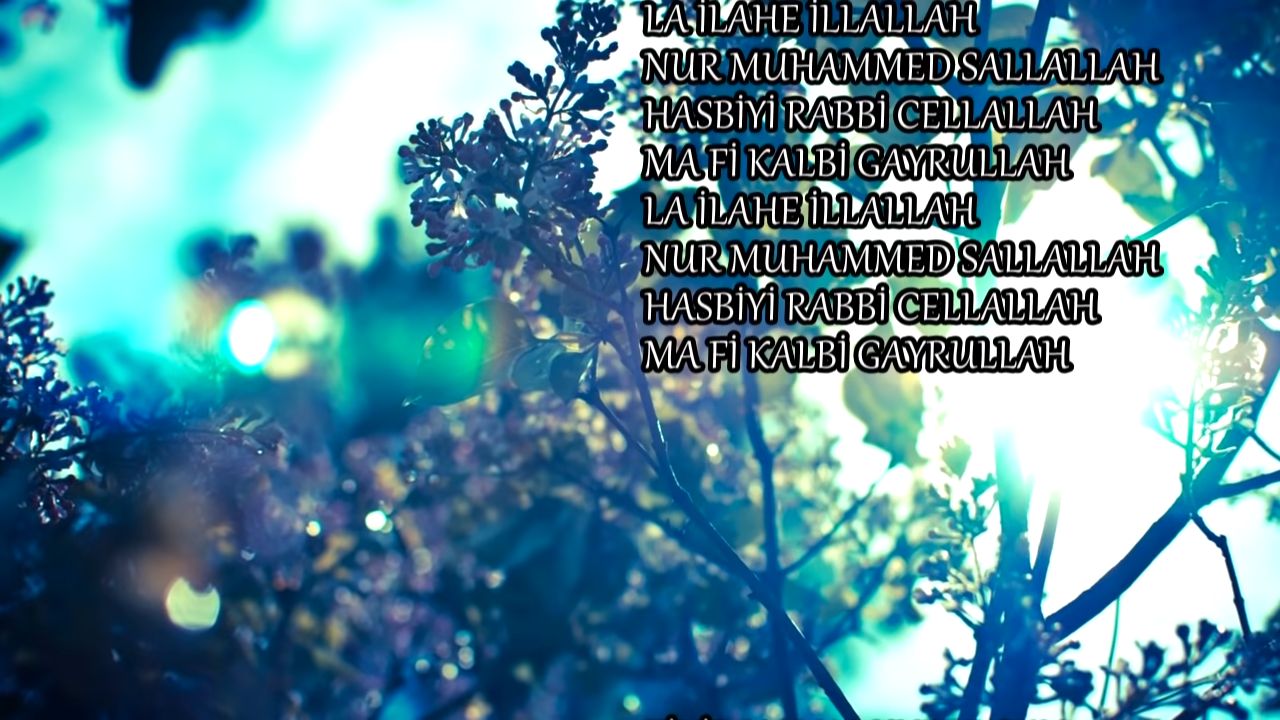 LA İLAHE İLLALLAH
NUR MUHAMMED SALLALLAH
HASBİYİ RABBİ CELLALLAH
MA Fİ KALBİ GAYRULLAH
LA İLAHE İLLALLAH
NUR MUHAMMED SALLALLAH
HASBİYİ RABBİ CELLALLAH
MA Fİ KALBİ GAYRULLAH